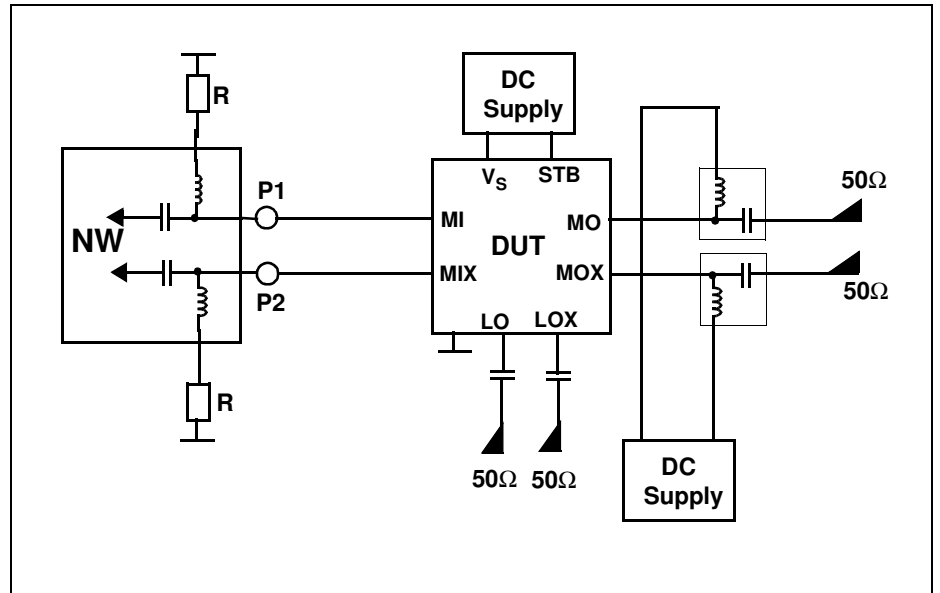 R
DC
Supply
P1
NW
P2
R
V_S STB
MI
MO
DUT
MIX
MOX
LO LOX
50Ω
50Ω
50Ω 50Ω
DC
Supply